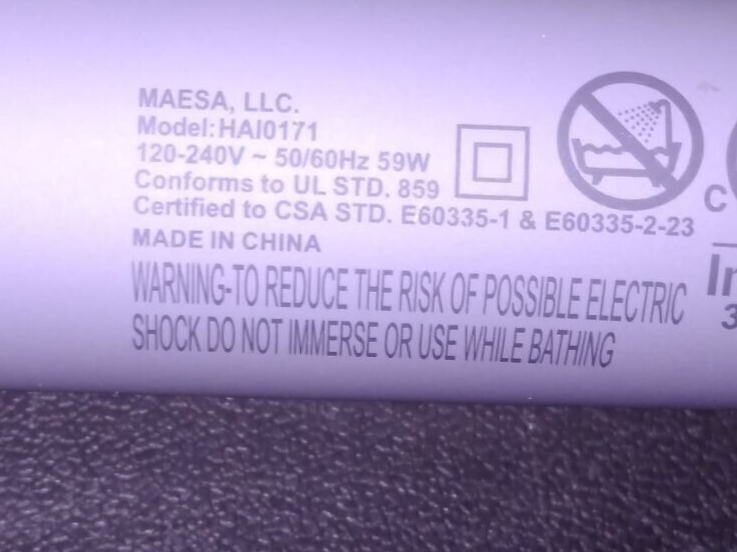 MAESA, LLC.
Model:HAI0171
120-240V ~ 50/60Hz 59W
Conforms to UL STD. 859
Certified to CSA STD. E60335-1 & E60335-2-23
MADE IN CHINA
WARNING-TO REDUCE THE RISK OF POSSIBLE ELECTRIC
SHOCK DO NOT IMMERSE OR USE WHILE BATHING
C